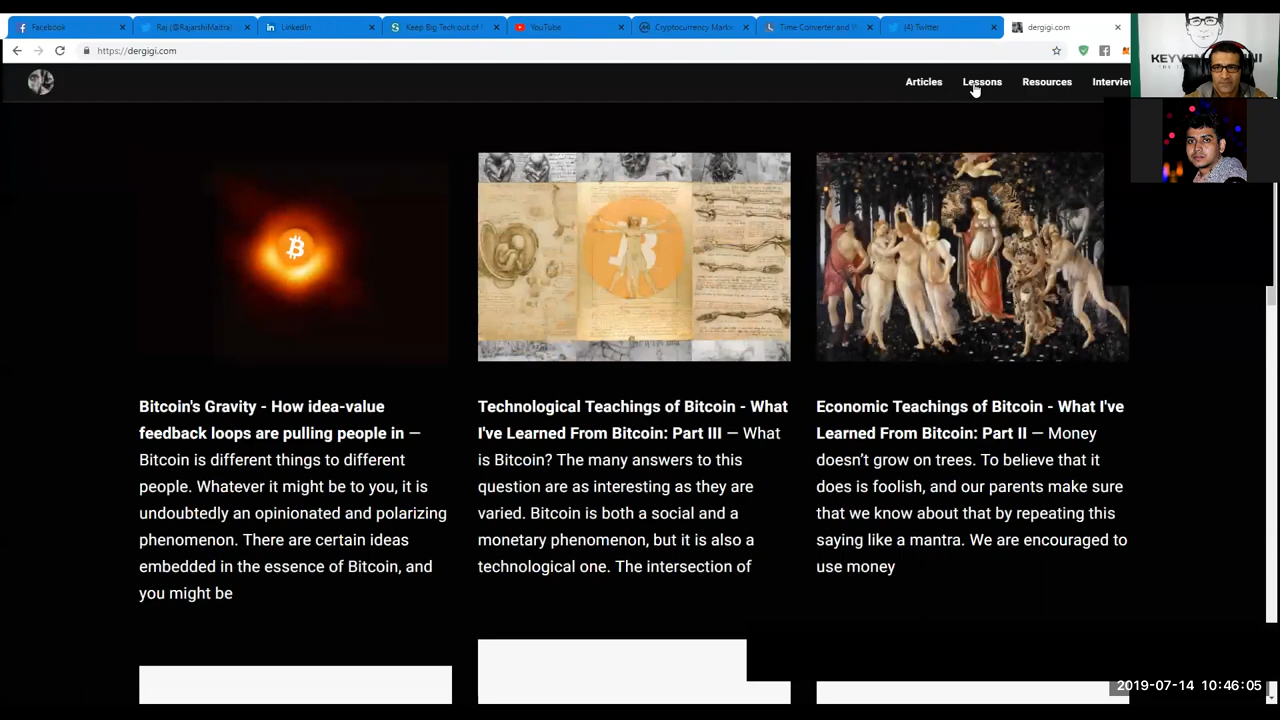 Facebook
Raj (@RajarshiMaitra)
LinkedIn
Keep Big Tech out of
YouTube
Cryptocurrency Mark
Time Converter and
(4) Twitter
dergigi.com
https://dergigi.com
Articles
Lessons
Resources
Interview
Bitcoin's Gravity - How idea-value
feedback loops are pulling people in —
Bitcoin is different things to different
people. Whatever it might be to you, it is
undoubtedly an opinionated and polarizing
phenomenon. There are certain ideas
embedded in the essence of Bitcoin, and
you might be
Technological Teachings of Bitcoin - What
I've Learned From Bitcoin: Part III — What
is Bitcoin? The many answers to this
question are as interesting as they are
varied. Bitcoin is both a social and a
monetary phenomenon, but it is also a
technological one. The intersection of
Economic Teachings of Bitcoin - What I've
Learned From Bitcoin: Part II — Money
doesn’t grow on trees. To believe that it
does is foolish, and our parents make sure
that we know about that by repeating this
saying like a mantra. We are encouraged to
use money
2019-07-14 10:46:05